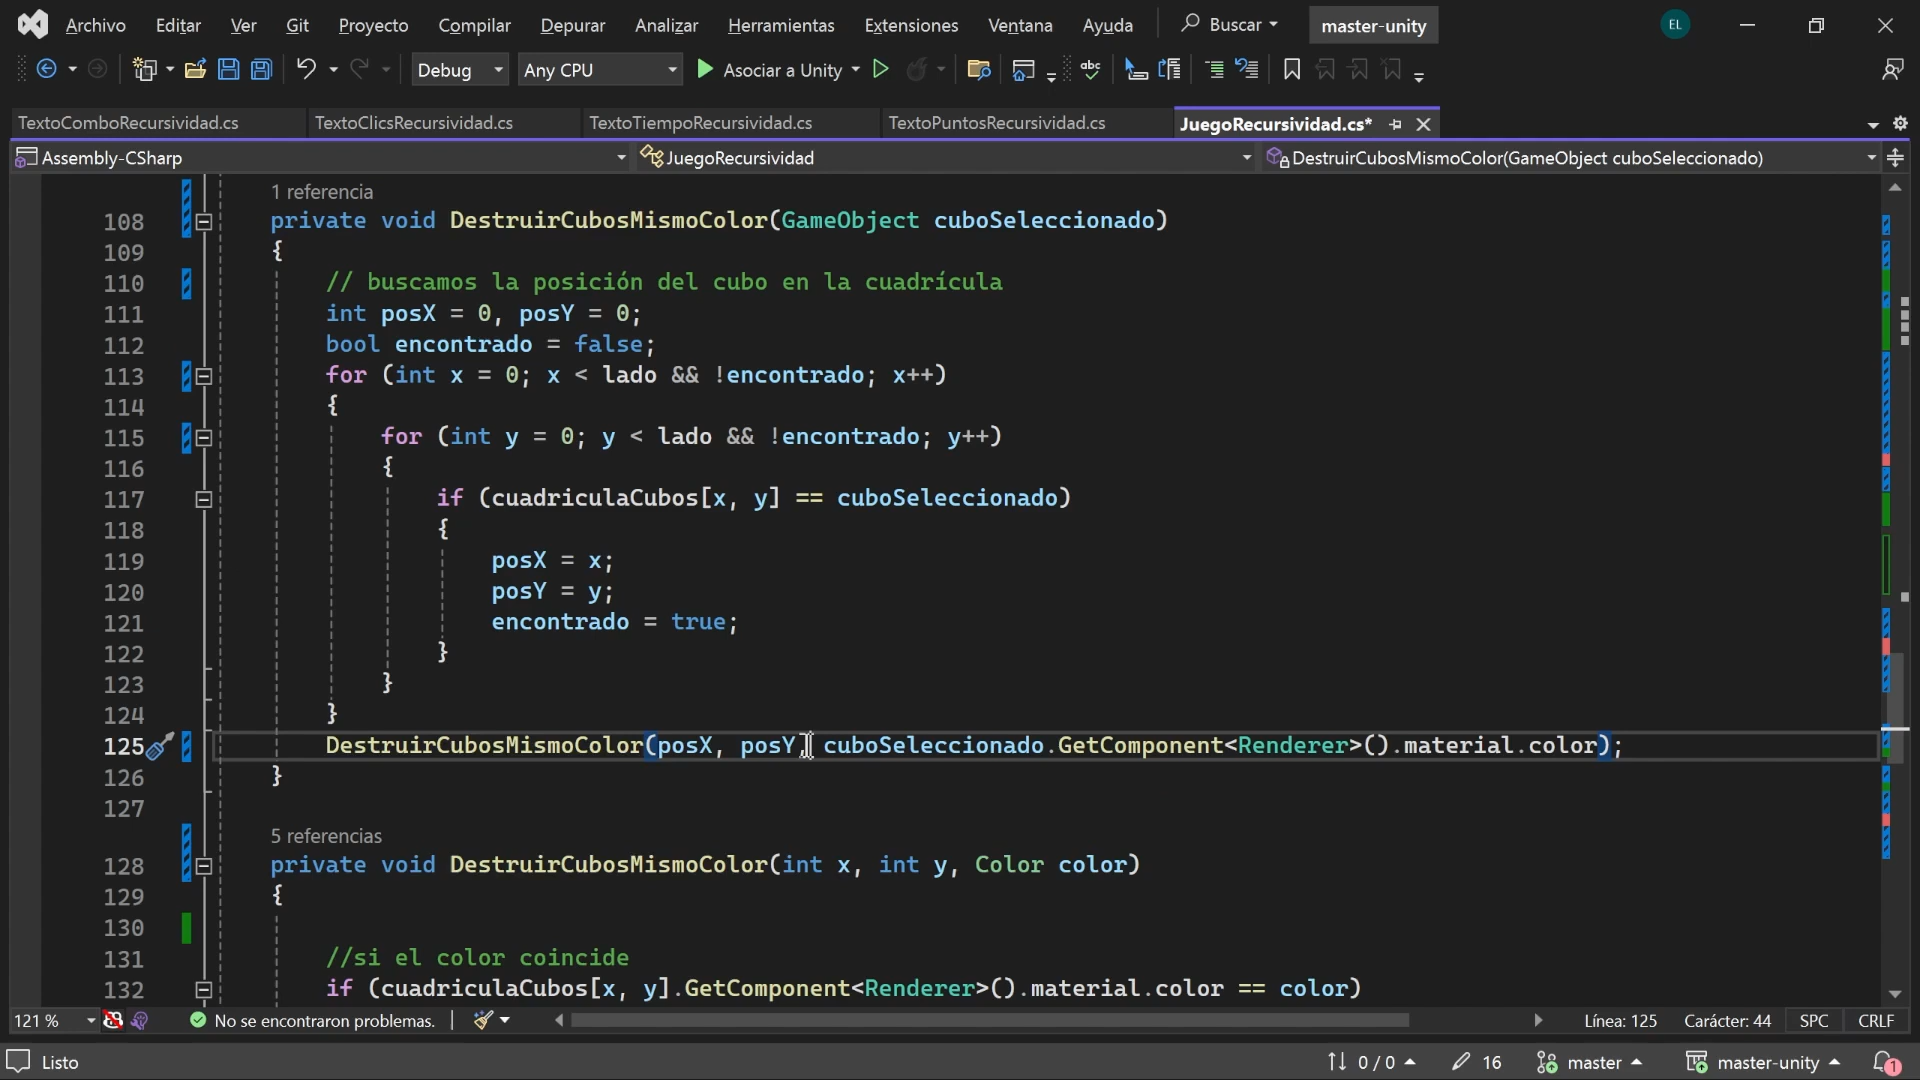 Archivo Editar Ver Git Proyecto Compilar Depurar Analizar Herramientas Extensiones Ventana Ayuda Buscar master-unity EL
Debug Any CPU Asociar a Unity abc
TextoComboRecursividad.cs TextoClicsRecursividad.cs TextoTiempoRecursividad.cs TextoPuntosRecursividad.cs JuegoRecursividad.cs*
Assembly-CSharp JuegoRecursividad DestruirCubosMismoColor(GameObject cuboSeleccionado)
1 referencia
108 private void DestruirCubosMismoColor(GameObject cuboSeleccionado)
109 {
110 // buscamos la posición del cubo en la cuadrícula
111 int posX = 0, posY = 0;
112 bool encontrado = false;
113 for (int x = 0; x < lado && !encontrado; x++)
114 {
115 for (int y = 0; y < lado && !encontrado; y++)
116 {
117 if (cuadriculaCubos[x, y] == cuboSeleccionado)
118 {
119 posX = x;
120 posY = y;
121 encontrado = true;
122 }
123 }
124 }
125 DestruirCubosMismoColor(posX, posY, cuboSeleccionado.GetComponent<Renderer>().material.color);
126 }
127
5 referencias
128 private void DestruirCubosMismoColor(int x, int y, Color color)
129 {
130
131 //si el color coincide
132 if (cuadriculaCubos[x, y].GetComponent<Renderer>().material.color == color)
121 % No se encontraron problemas. Línea: 125 Carácter: 44 SPC CRLF
Listo 0 / 0 16 master master-unity 1